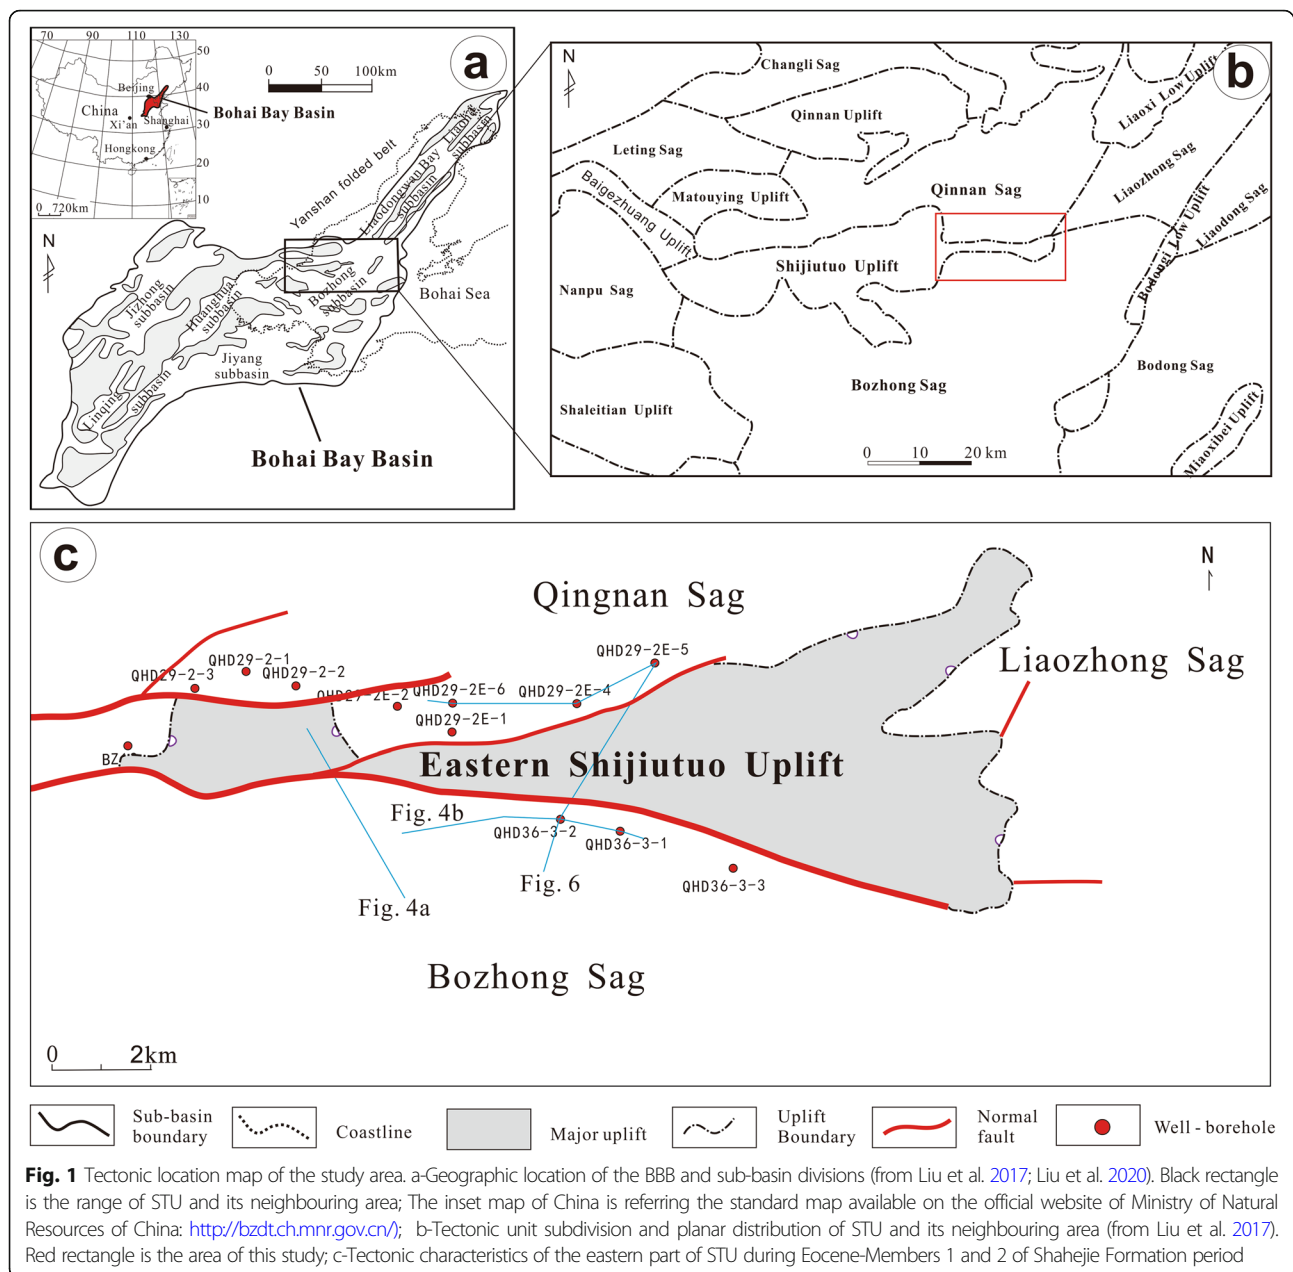 70 90 110 130
50
40
30
20
10
Beijing
China
Xi'an
Shanghai
Hongkong
0 720km
Bohai Bay Basin
0 50 100km
a
N
Yanshan folded belt
Liaohe
subbasin
Liaodongwan Bay
subbasin
Bohai Sea
Bozhong
subbasin
Huanghua
subbasin
Jizhong
subbasin
Jiyang
subbasin
Linqing
subbasin
Bohai Bay Basin
N
b
Changli Sag
Liaoxi Low Uplift
Qinnan Uplift
Leting Sag
Liaozhong Sag
Baigezhuang Uplift
Matouying Uplift
Qinnan Sag
Liaodong Sag
Bodongi Low Uplift
Shijiutuo Uplift
Nanpu Sag
Bodong Sag
Bozhong Sag
Shaleitian Uplift
Miaoxibei Uplift
0 10 20 km
c
N
Qingnan Sag
Liaozhong Sag
QHD29-2E-5
QHD29-2-1
QHD29-2-3
QHD29-2-2
QHD29-2E-2
QHD29-2E-6
QHD29-2E-4
QHD29-2E-1
BZ
Eastern Shijiutuo Uplift
Fig. 4b
QHD36-3-2
QHD36-3-1
Fig. 6
QHD36-3-3
Fig. 4a
Bozhong Sag
0 2km
Sub-basin
boundary
Coastline
Major uplift
Uplift
Boundary
Normal
fault
Well - borehole
Fig. 1 Tectonic location map of the study area. a-Geographic location of the BBB and sub-basin divisions (from Liu et al. 2017; Liu et al. 2020). Black rectangle
is the range of STU and its neighbouring area; The inset map of China is referring the standard map available on the official website of Ministry of Natural
Resources of China: http://bzdt.ch.mnr.gov.cn/); b-Tectonic unit subdivision and planar distribution of STU and its neighbouring area (from Liu et al. 2017).
Red rectangle is the area of this study; c-Tectonic characteristics of the eastern part of STU during Eocene-Members 1 and 2 of Shahejie Formation period